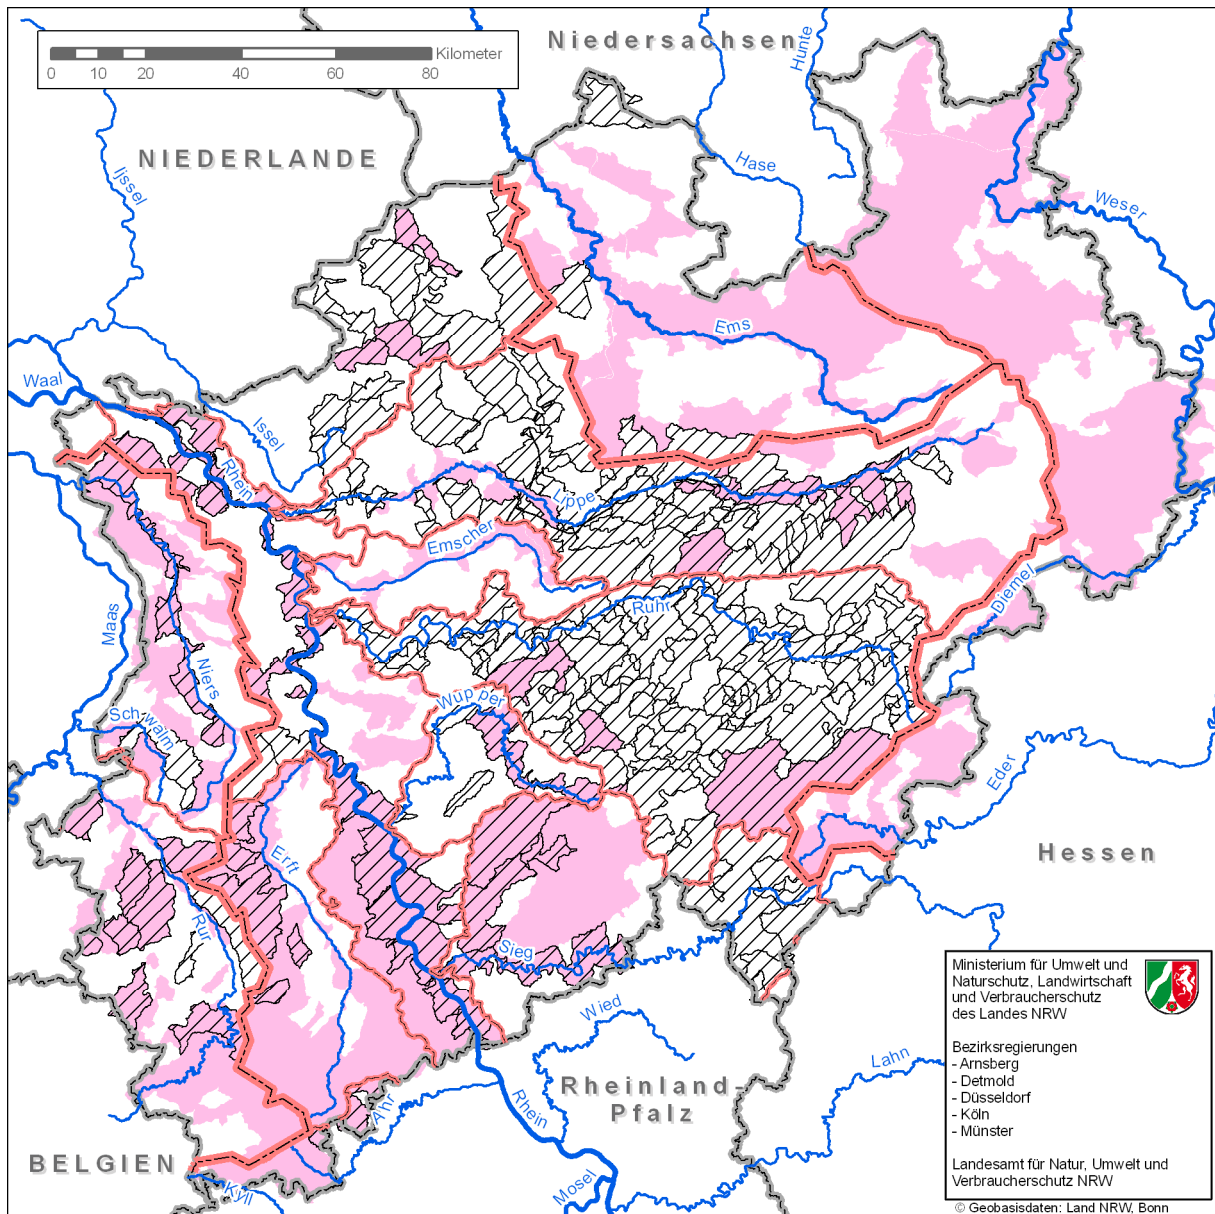 Niedersachsen
Hunte
Kilometer
0 10 20 40 60 80
NIEDERLANDE
Ijssel
Hase
Weser
Ems
Waal
Issel
Rhein
Lippe
Emscher
Maas
Ruhr
Diemel
Niers
Wupper
Schwalm
Eder
Erft
Hessen
Rur
Sieg
Wied
Lahn
Rheinland-
Pfalz
Rhein
Ahr
BELGIEN
Kyll
Mosel
Ministerium für Umwelt und
Naturschutz, Landwirtschaft
und Verbraucherschutz
des Landes NRW
Bezirksregierungen
- Arnsberg
- Detmold
- Düsseldorf
- Köln
- Münster
Landesamt für Natur, Umwelt und
Verbraucherschutz NRW
© Geobasisdaten: Land NRW, Bonn